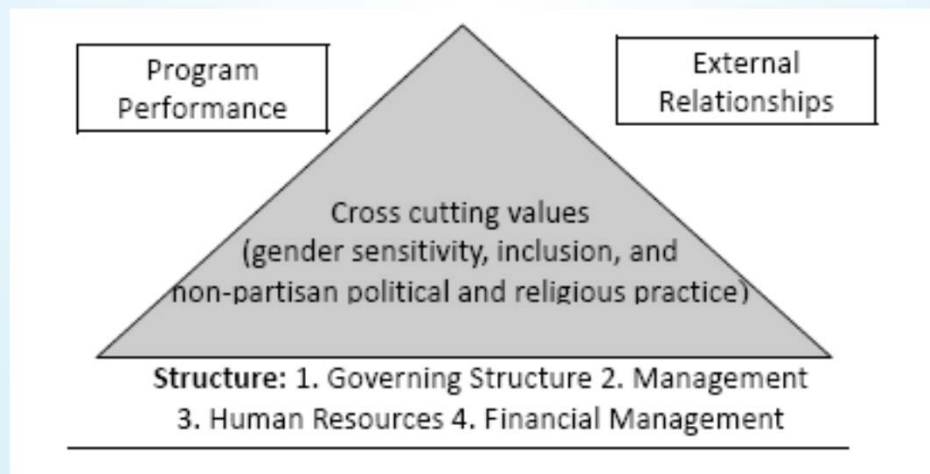 Program
Performance
External
Relationships
Cross cutting values
(gender sensitivity, inclusion, and
non-partisan political and religious practice)
Structure: 1. Governing Structure 2. Management
3. Human Resources 4. Financial Management